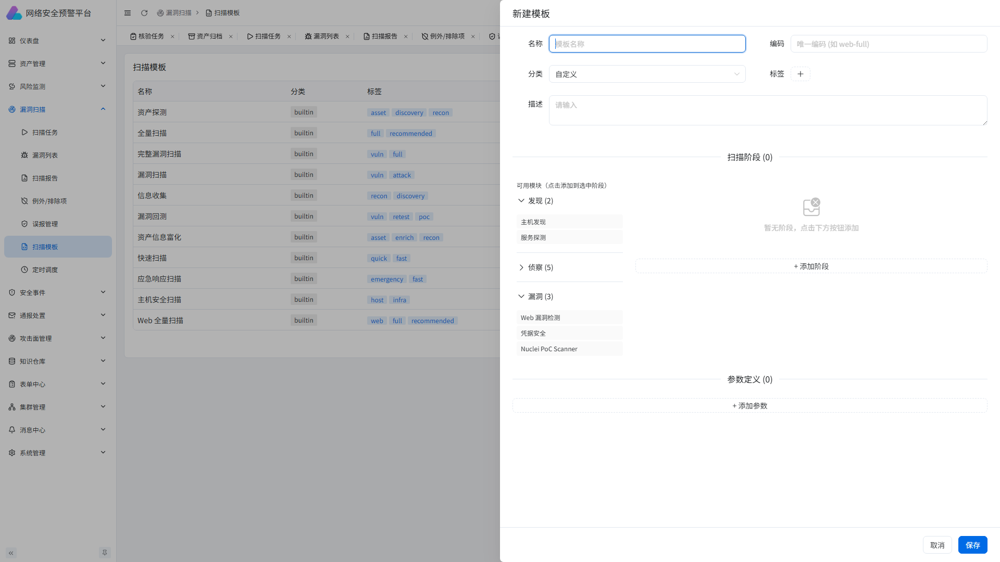 网络安全预警平台
仪表盘
资产管理
风险监测
漏洞扫描
扫描任务
漏洞列表
扫描报告
例外/排除项
误报管理
扫描模板
定时调度
安全事件
通报处置
攻击面管理
知识仓库
表单中心
集群管理
消息中心
系统管理
漏洞扫描 > 扫描模板
核验任务 资产归档 扫描任务 漏洞列表 扫描报告 例外/排除项
扫描模板
名称 分类 标签
资产探测 builtin asset discovery recon
全量扫描 builtin full recommended
完整漏洞扫描 builtin vuln full
漏洞扫描 builtin vuln attack
信息收集 builtin recon discovery
漏洞回测 builtin vuln retest poc
资产信息富化 builtin asset enrich recon
快速扫描 builtin quick fast
应急响应扫描 builtin emergency fast
主机安全扫描 builtin host infra
Web 全量扫描 builtin web full recommended
新建模板
名称 模板名称 编码 唯一编码 (如 web-full)
分类 自定义 标签 +
描述 请输入
扫描阶段 (0)
可用模块（点击添加到选中阶段）
发现 (2)
主机发现
服务探测
侦察 (5)
漏洞 (3)
Web 漏洞检测
凭据安全
Nuclei PoC Scanner
暂无阶段，点击下方按钮添加
+ 添加阶段
参数定义 (0)
+ 添加参数
取消 保存